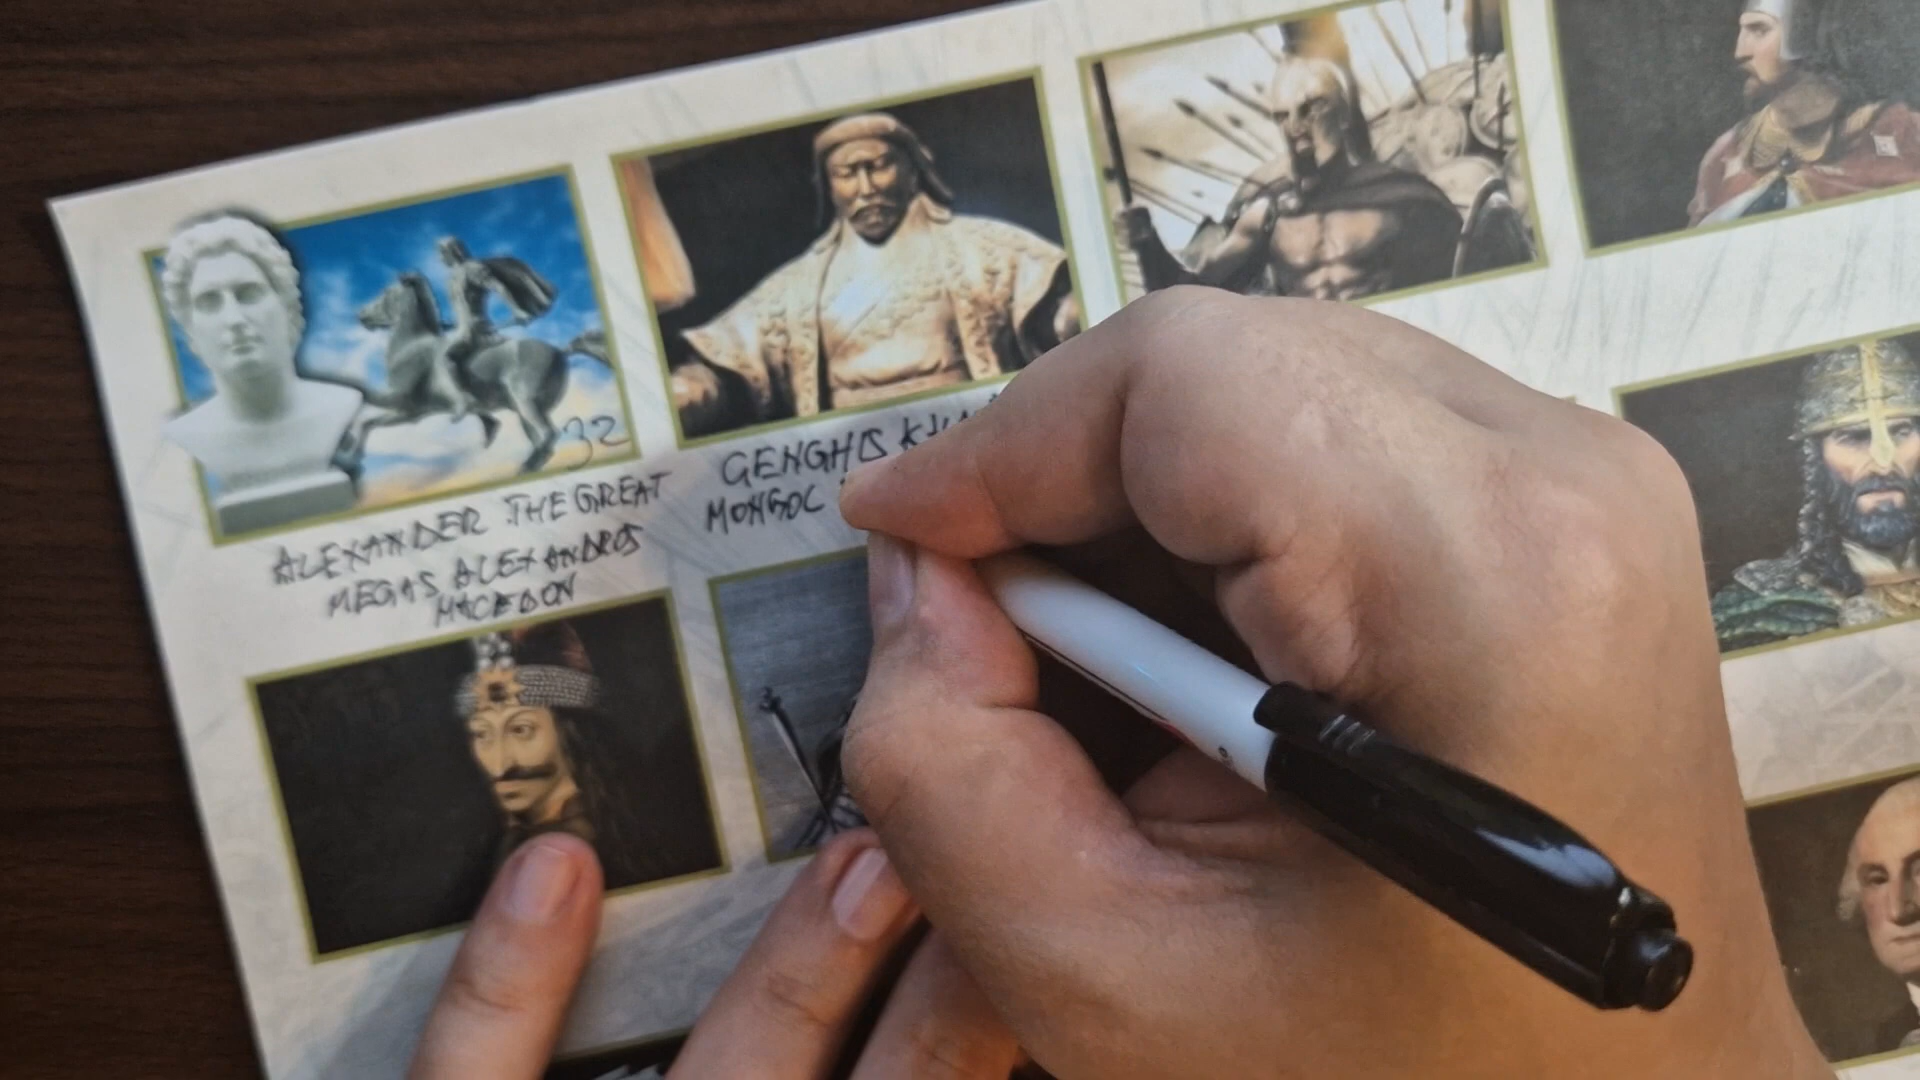 32
ALEXANDER THE GREAT
MEGAS ALEXANDROS
MACEDON
GENGHIS
MONGOL